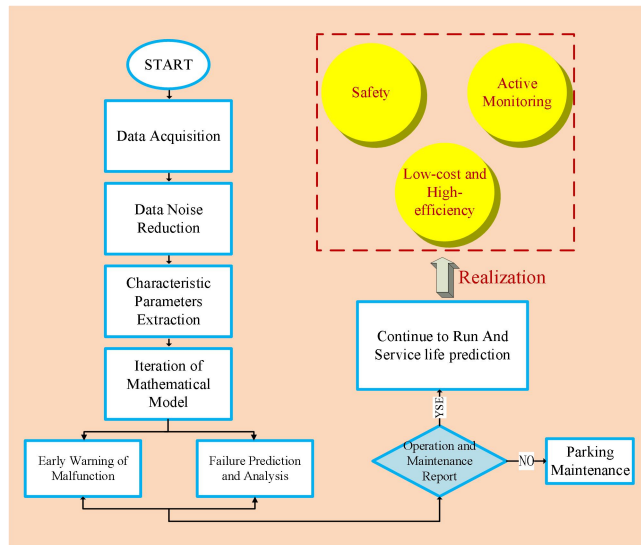 START
Data Acquisition
Data Noise
Reduction
Characteristic
Parameters
Extraction
Iteration of
Mathematical
Model
Early Warning of
Malfunction
Failure Prediction
and Analysis
Safety
Active
Monitoring
Low-cost and
High-
efficiency
Realization
Continue to Run And
Service life prediction
YSE
Operation and
Maintenance
Report
NO
Parking
Maintenance